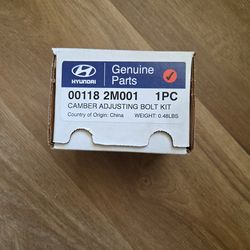 HYUNDAI
Genuine
Parts
00118 2M001 1PC
CAMBER ADJUSTING BOLT KIT
Country of Origin: China WEIGHT: 0.48LBS